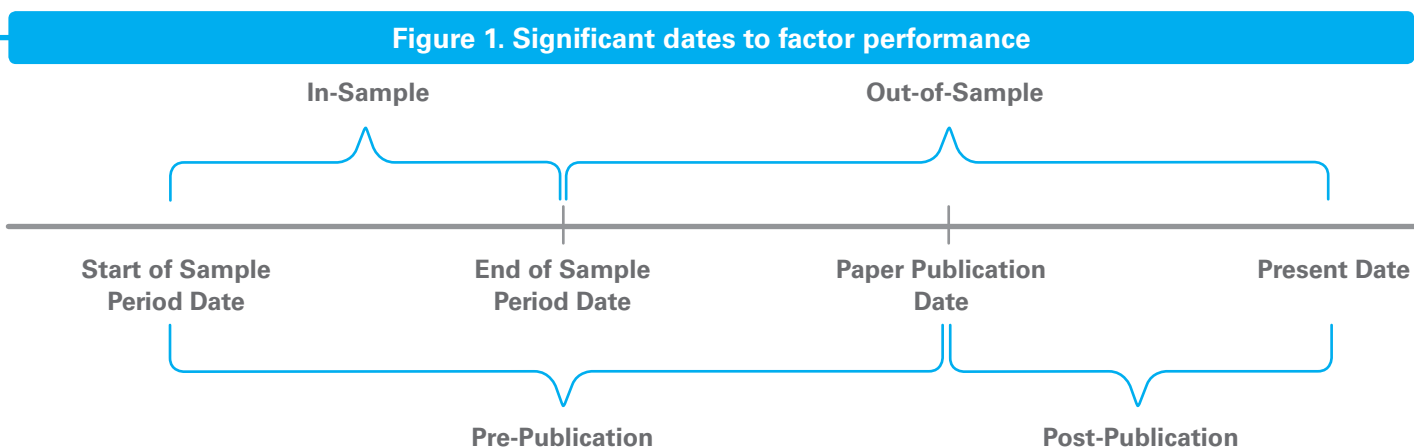 Figure 1. Significant dates to factor performance
In-Sample
Out-of-Sample
Start of Sample
Period Date
End of Sample
Period Date
Paper Publication
Date
Present Date
Pre-Publication
Post-Publication